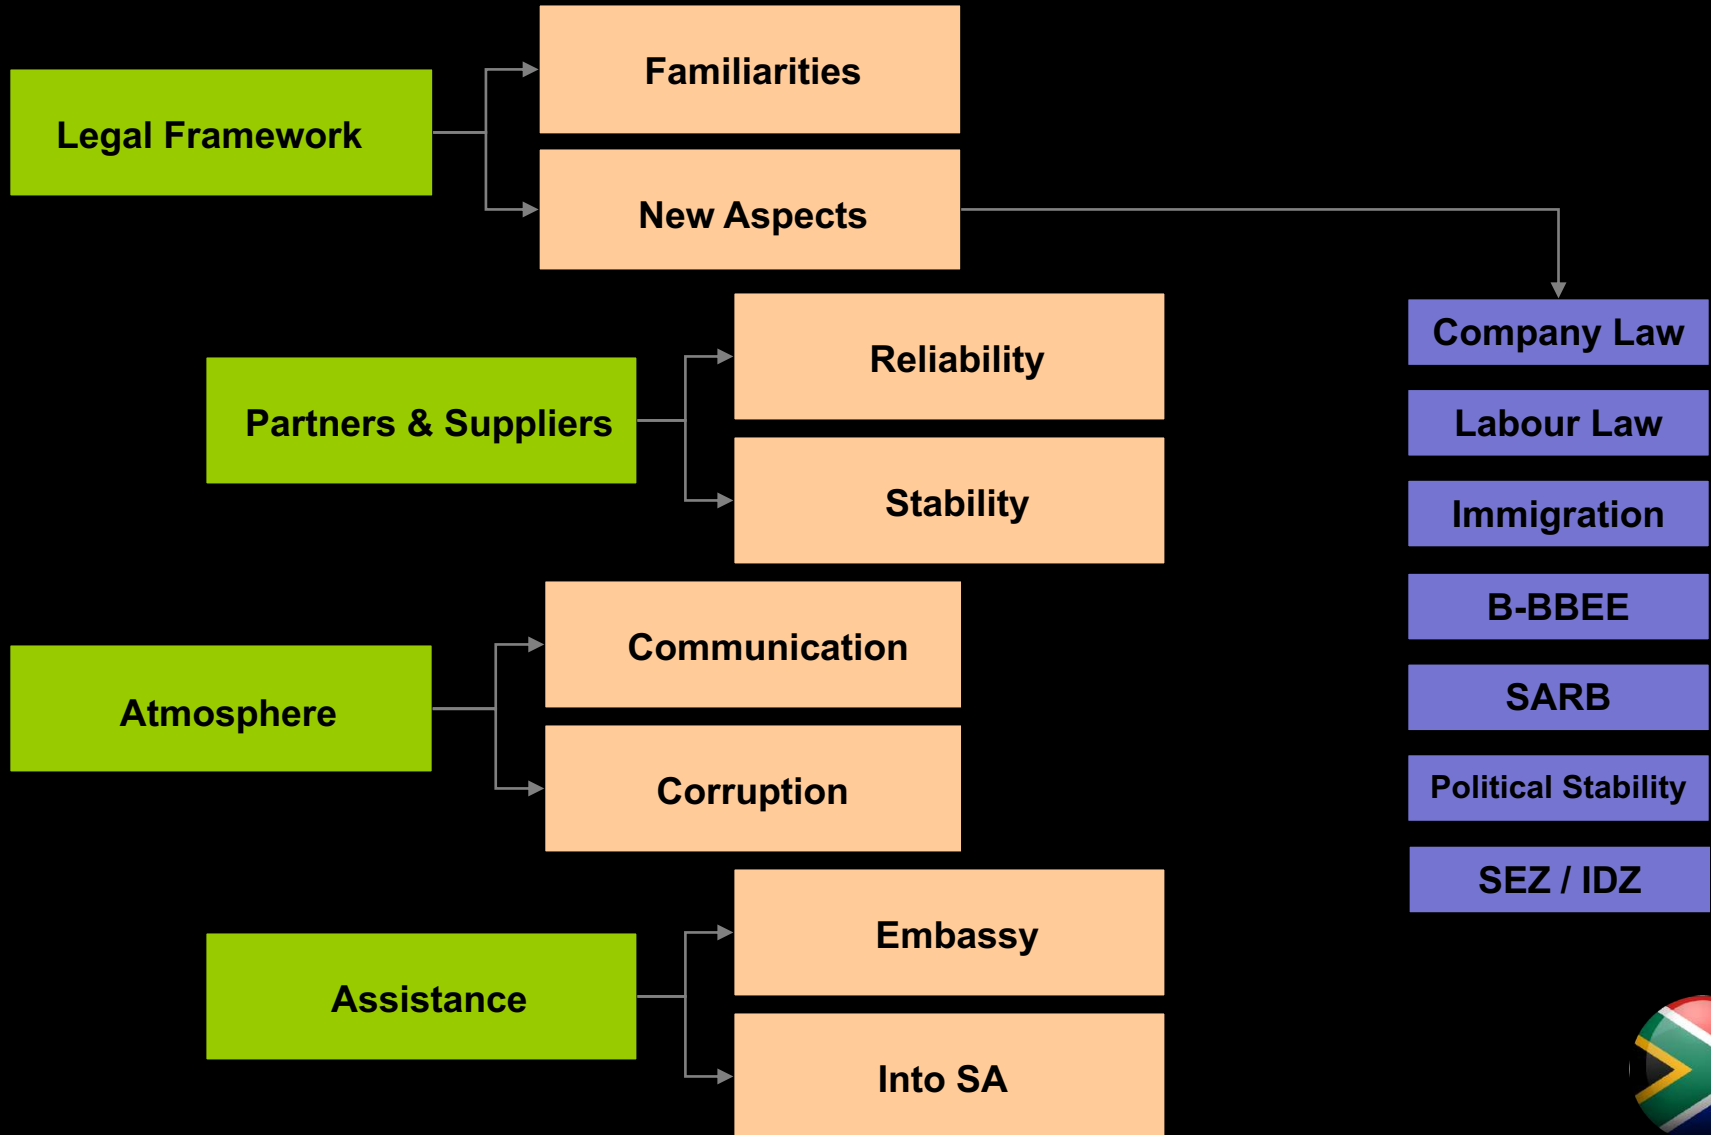 Legal Framework
Familiarities
New Aspects
Partners & Suppliers
Reliability
Stability
Atmosphere
Communication
Corruption
Assistance
Embassy
Into SA
Company Law
Labour Law
Immigration
B-BBEE
SARB
Political Stability
SEZ / IDZ